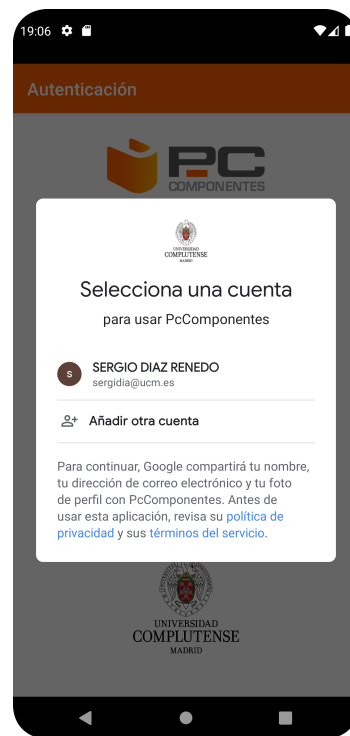 19:06
Autenticación
PC
COMPONENTES
UNIVERSIDAD
COMPLUTENSE
MADRID
Selecciona una cuenta
para usar PcComponentes
S
SERGIO DIAZ RENEDO
sergidia@ucm.es
Añadir otra cuenta
Para continuar, Google compartirá tu nombre,
tu dirección de correo electrónico y tu foto
de perfil con PcComponentes. Antes de
usar esta aplicación, revisa su política de
privacidad y sus términos del servicio.
UNIVERSIDAD
COMPLUTENSE
MADRID